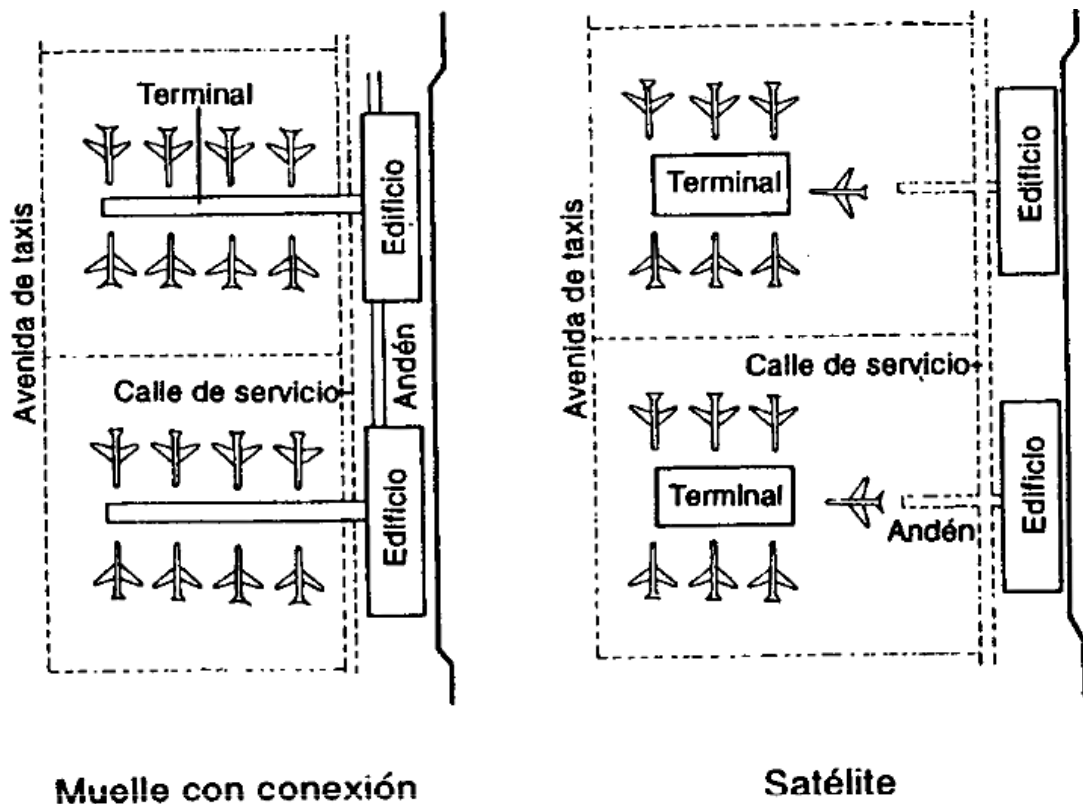 Terminal
Edificio
Avenida de taxis
Andén
Calle de servicio
Edificio
Muelle con conexión
Terminal
Edificio
Avenida de taxis
Calle de servicio
Terminal
Andén
Edificio
Satélite